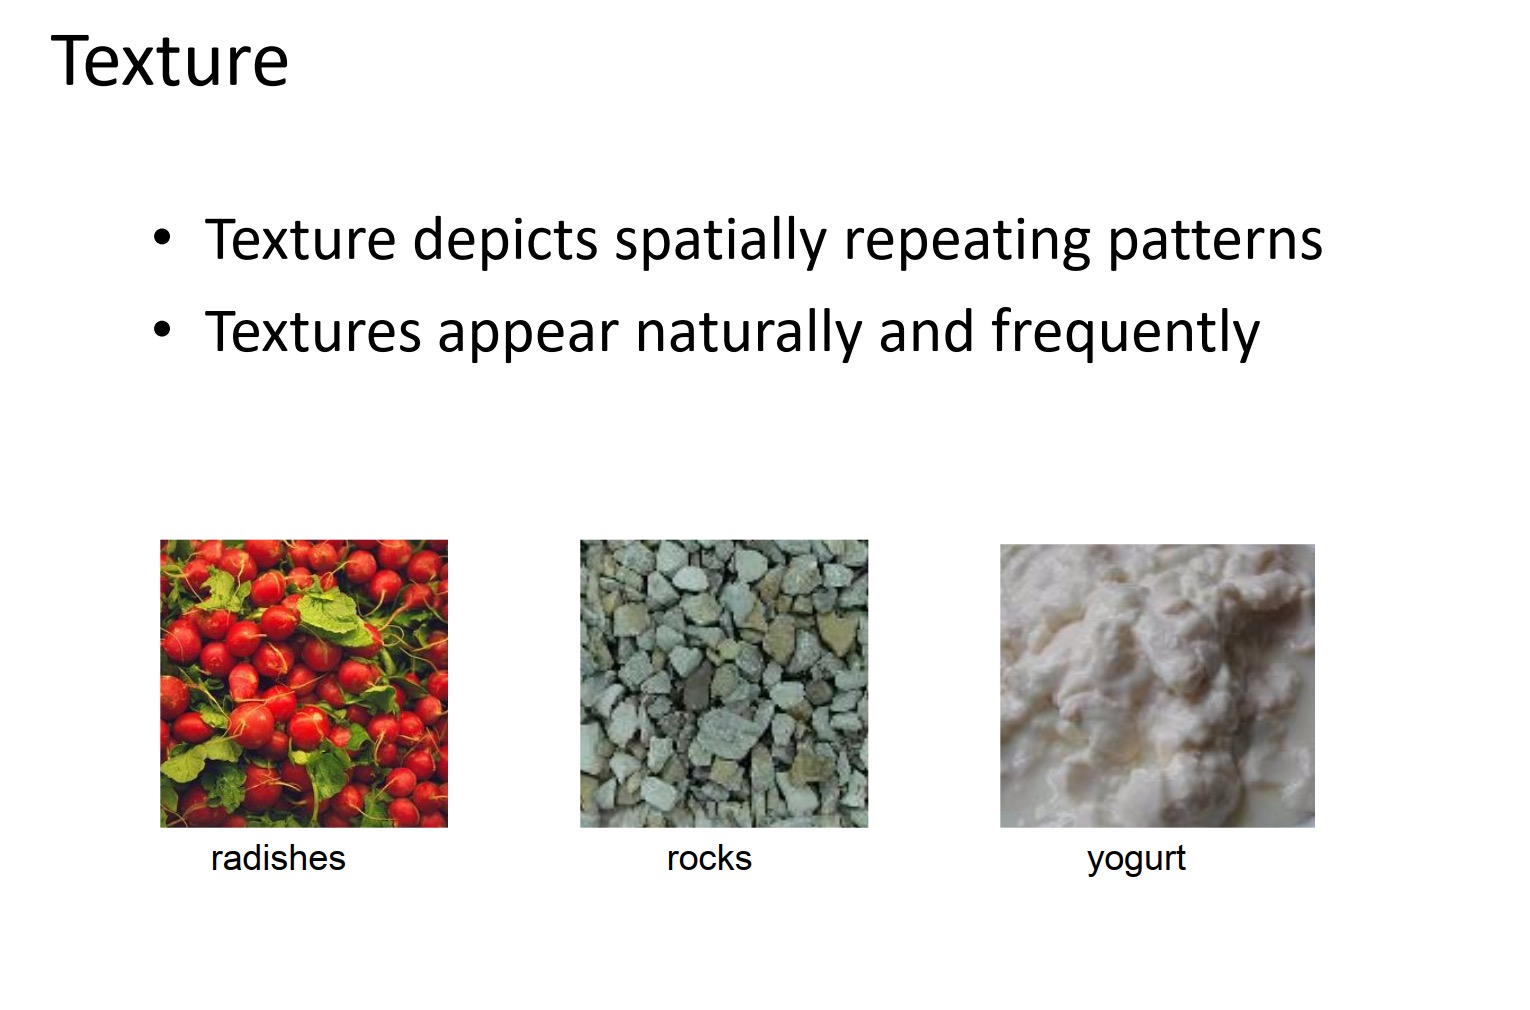 Texture
• Texture depicts spatially repeating patterns
• Textures appear naturally and frequently
radishes
rocks
yogurt